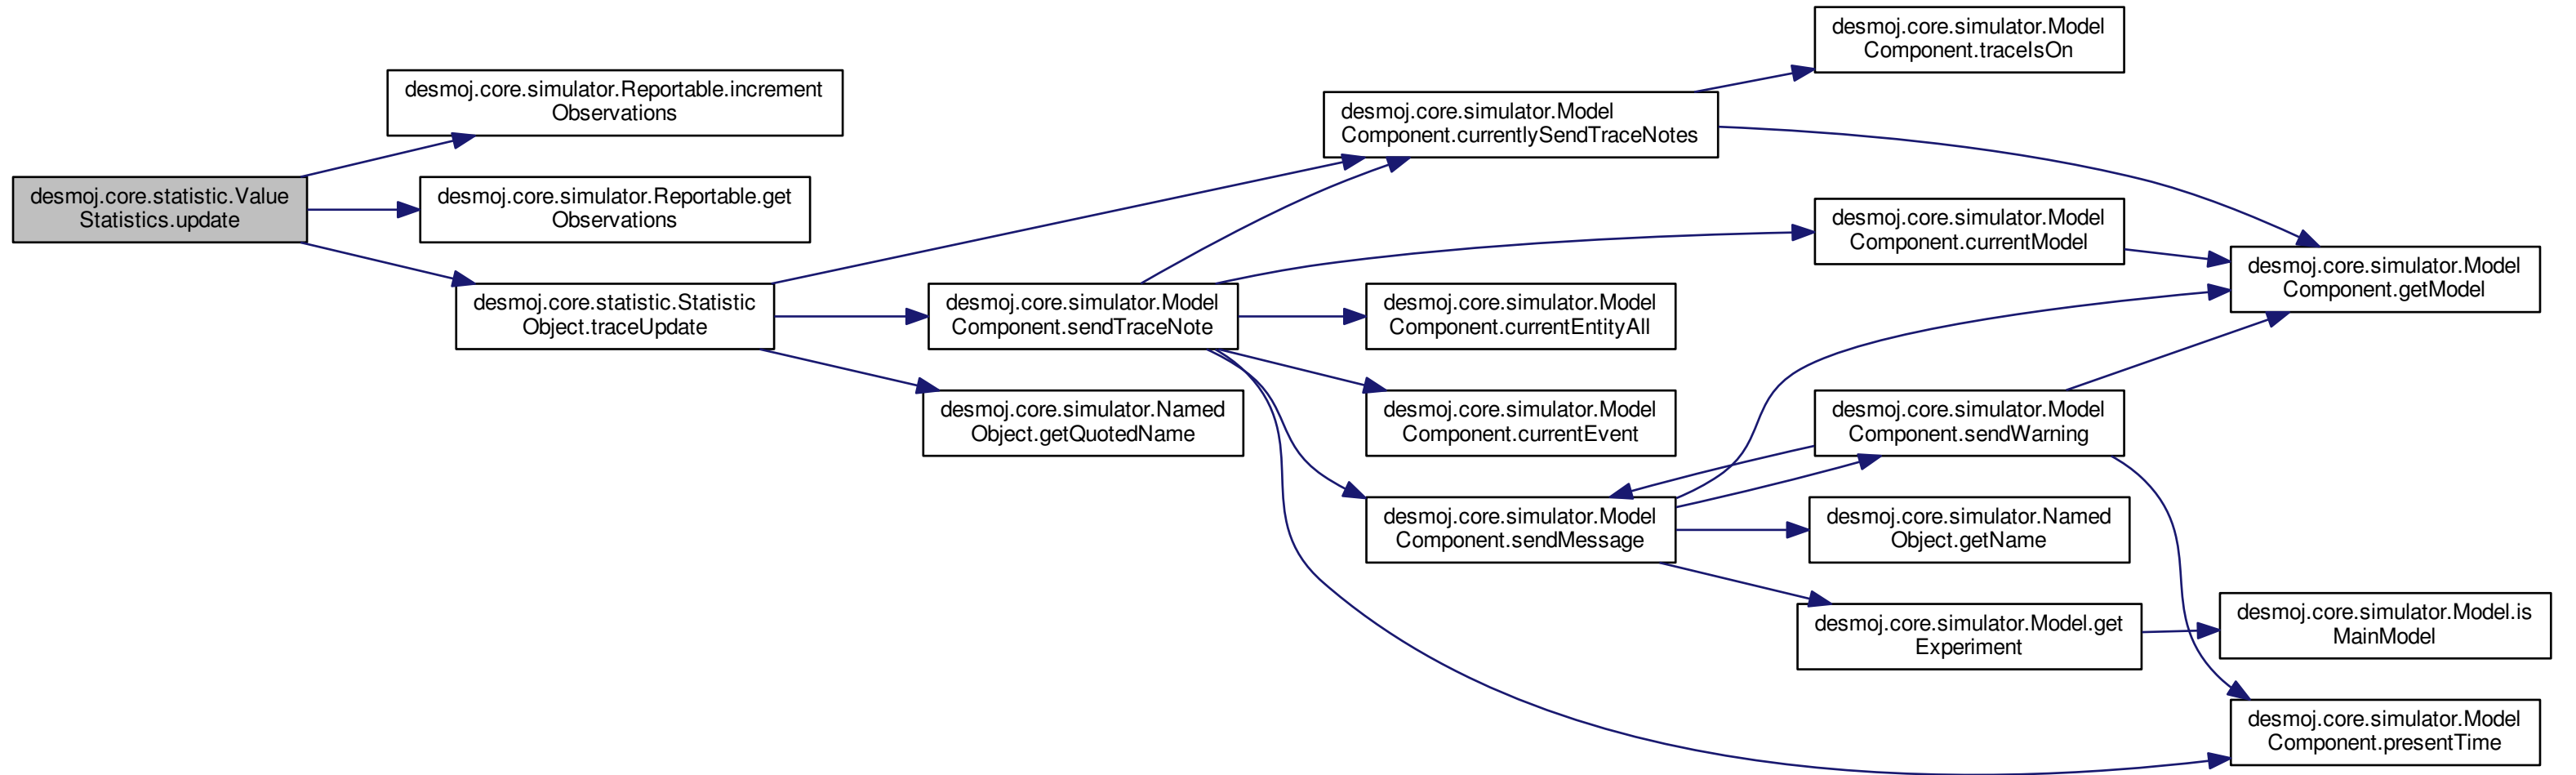 desmoj.core.statistic.Value
Statistics.update
desmoj.core.simulator.Reportable.increment
Observations
desmoj.core.simulator.Reportable.get
Observations
desmoj.core.statistic.Statistic
Object.traceUpdate
desmoj.core.simulator.Model
Component.sendTraceNote
desmoj.core.simulator.Named
Object.getQuotedName
desmoj.core.simulator.Model
Component.currentlySendTraceNotes
desmoj.core.simulator.Model
Component.currentEntityAll
desmoj.core.simulator.Model
Component.currentEvent
desmoj.core.simulator.Model
Component.sendMessage
desmoj.core.simulator.Model
Component.traceIsOn
desmoj.core.simulator.Model
Component.currentModel
desmoj.core.simulator.Model
Component.sendWarning
desmoj.core.simulator.Named
Object.getName
desmoj.core.simulator.Model.get
Experiment
desmoj.core.simulator.Model
Component.getModel
desmoj.core.simulator.Model.is
MainModel
desmoj.core.simulator.Model
Component.presentTime